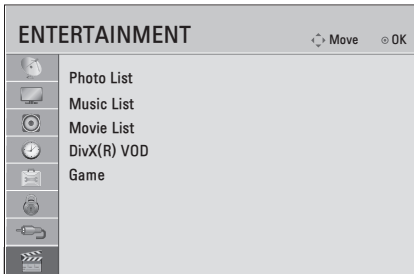 ENTERTAINMENT
Move OK
Photo List
Music List
Movie List
DivX(R) VOD
Game